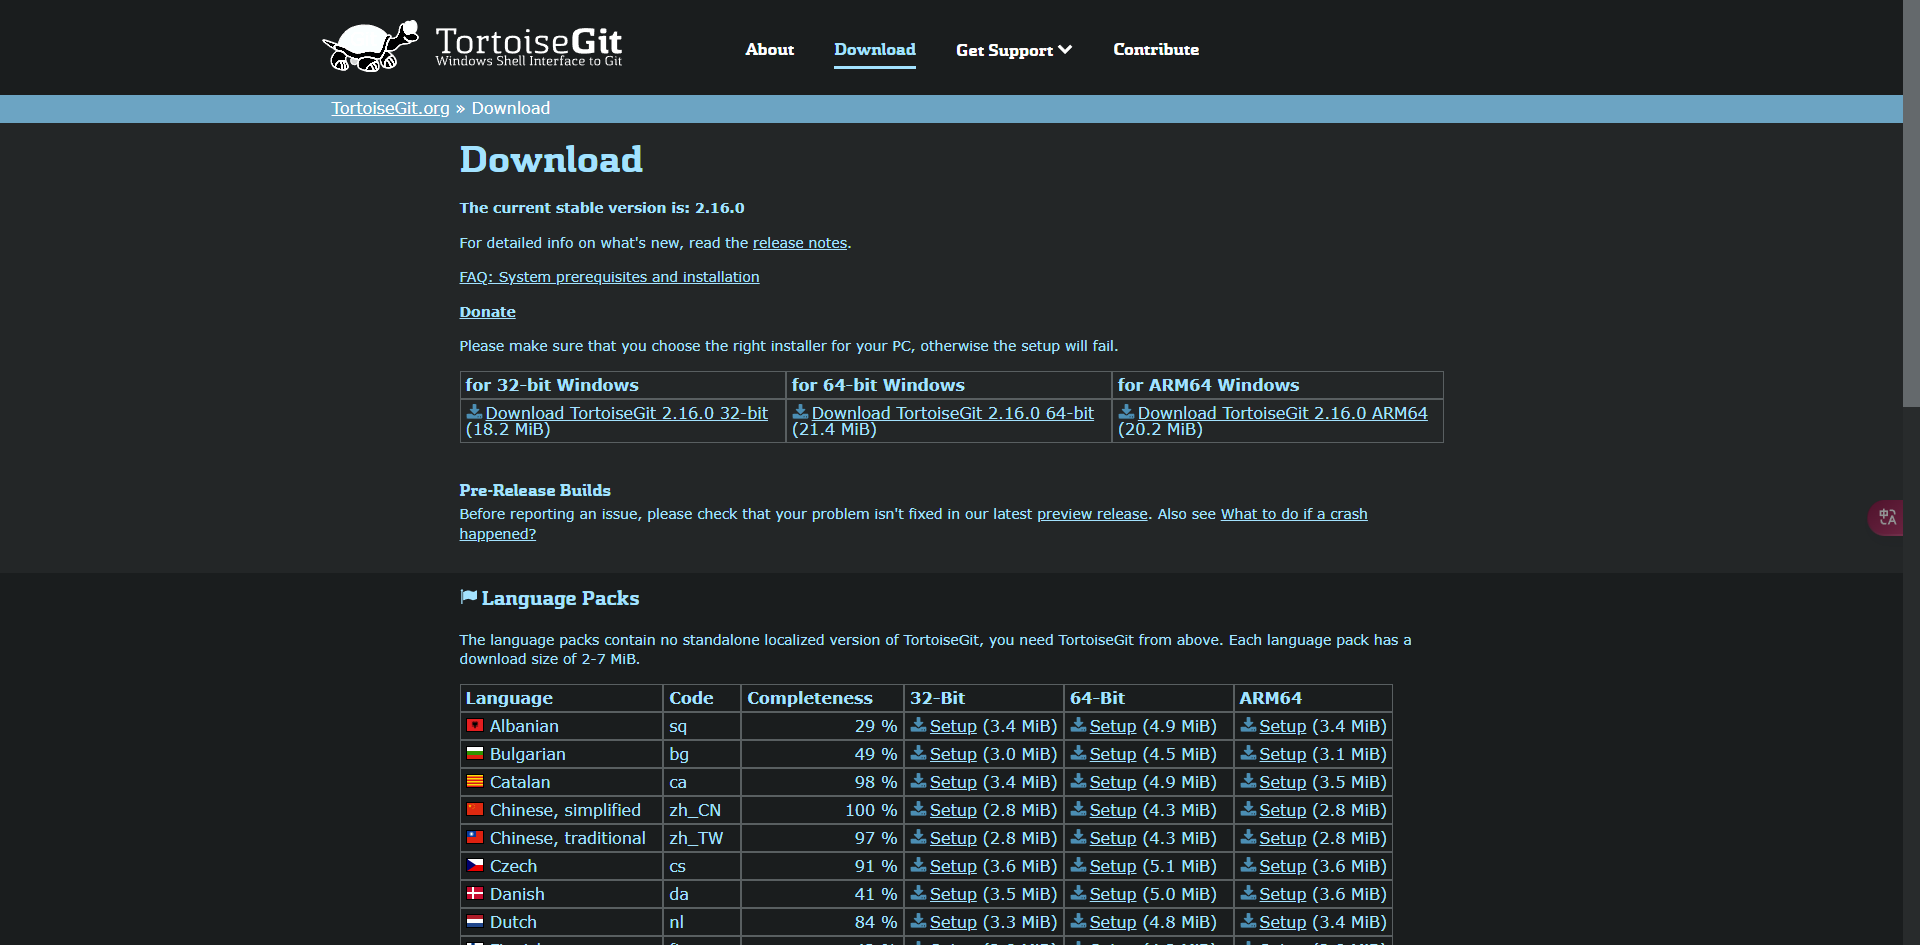 TortoiseGit
Windows Shell Interface to Git
About Download Get Support Contribute
TortoiseGit.org » Download
Download
The current stable version is: 2.16.0
For detailed info on what's new, read the release notes.
FAQ: System prerequisites and installation
Donate
Please make sure that you choose the right installer for your PC, otherwise the setup will fail.
for 32-bit Windows for 64-bit Windows for ARM64 Windows
Download TortoiseGit 2.16.0 32-bit Download TortoiseGit 2.16.0 64-bit Download TortoiseGit 2.16.0 ARM64
(18.2 MiB) (21.4 MiB) (20.2 MiB)
Pre-Release Builds
Before reporting an issue, please check that your problem isn't fixed in our latest preview release. Also see What to do if a crash
happened?
Language Packs
The language packs contain no standalone localized version of TortoiseGit, you need TortoiseGit from above. Each language pack has a
download size of 2-7 MiB.
Language Code Completeness 32-Bit 64-Bit ARM64
Albanian sq 29 % Setup (3.4 MiB) Setup (4.9 MiB) Setup (3.4 MiB)
Bulgarian bg 49 % Setup (3.0 MiB) Setup (4.5 MiB) Setup (3.1 MiB)
Catalan ca 98 % Setup (3.4 MiB) Setup (4.9 MiB) Setup (3.5 MiB)
Chinese, simplified zh_CN 100 % Setup (2.8 MiB) Setup (4.3 MiB) Setup (2.8 MiB)
Chinese, traditional zh_TW 97 % Setup (2.8 MiB) Setup (4.3 MiB) Setup (2.8 MiB)
Czech cs 91 % Setup (3.6 MiB) Setup (5.1 MiB) Setup (3.6 MiB)
Danish da 41 % Setup (3.5 MiB) Setup (5.0 MiB) Setup (3.6 MiB)
Dutch nl 84 % Setup (3.3 MiB) Setup (4.8 MiB) Setup (3.4 MiB)